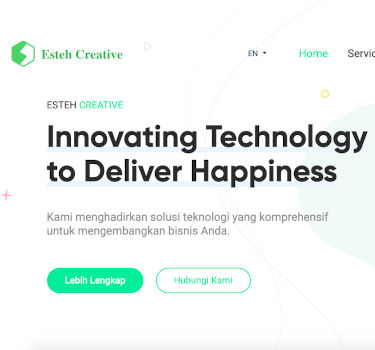 Esteh Creative
EN
Home
ESTEH CREATIVE
Innovating Technology
to Deliver Happiness
Kami menghadirkan solusi teknologi yang komprehensif
untuk mengembangkan bisnis Anda.
Lebih Lengkap
Hubungi Kami